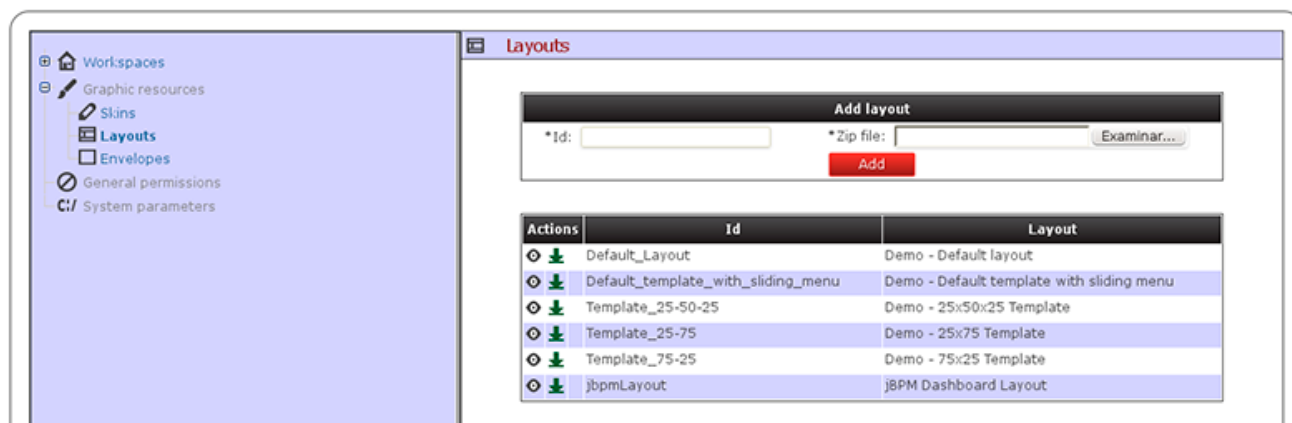 Workspaces
Graphic resources
Skins
Layouts
Envelopes
General permissions
C:/ System parameters
Layouts
Add layout
*Id: *Zip file: Examinar...
Add
Actions Id Layout
Default_Layout Demo - Default layout
Default_template_with_sliding_menu Demo - Default template with sliding menu
Template_25-50-25 Demo - 25x50x25 Template
Template_25-75 Demo - 25x75 Template
Template_75-25 Demo - 75x25 Template
jbpmLayout jBPM Dashboard Layout